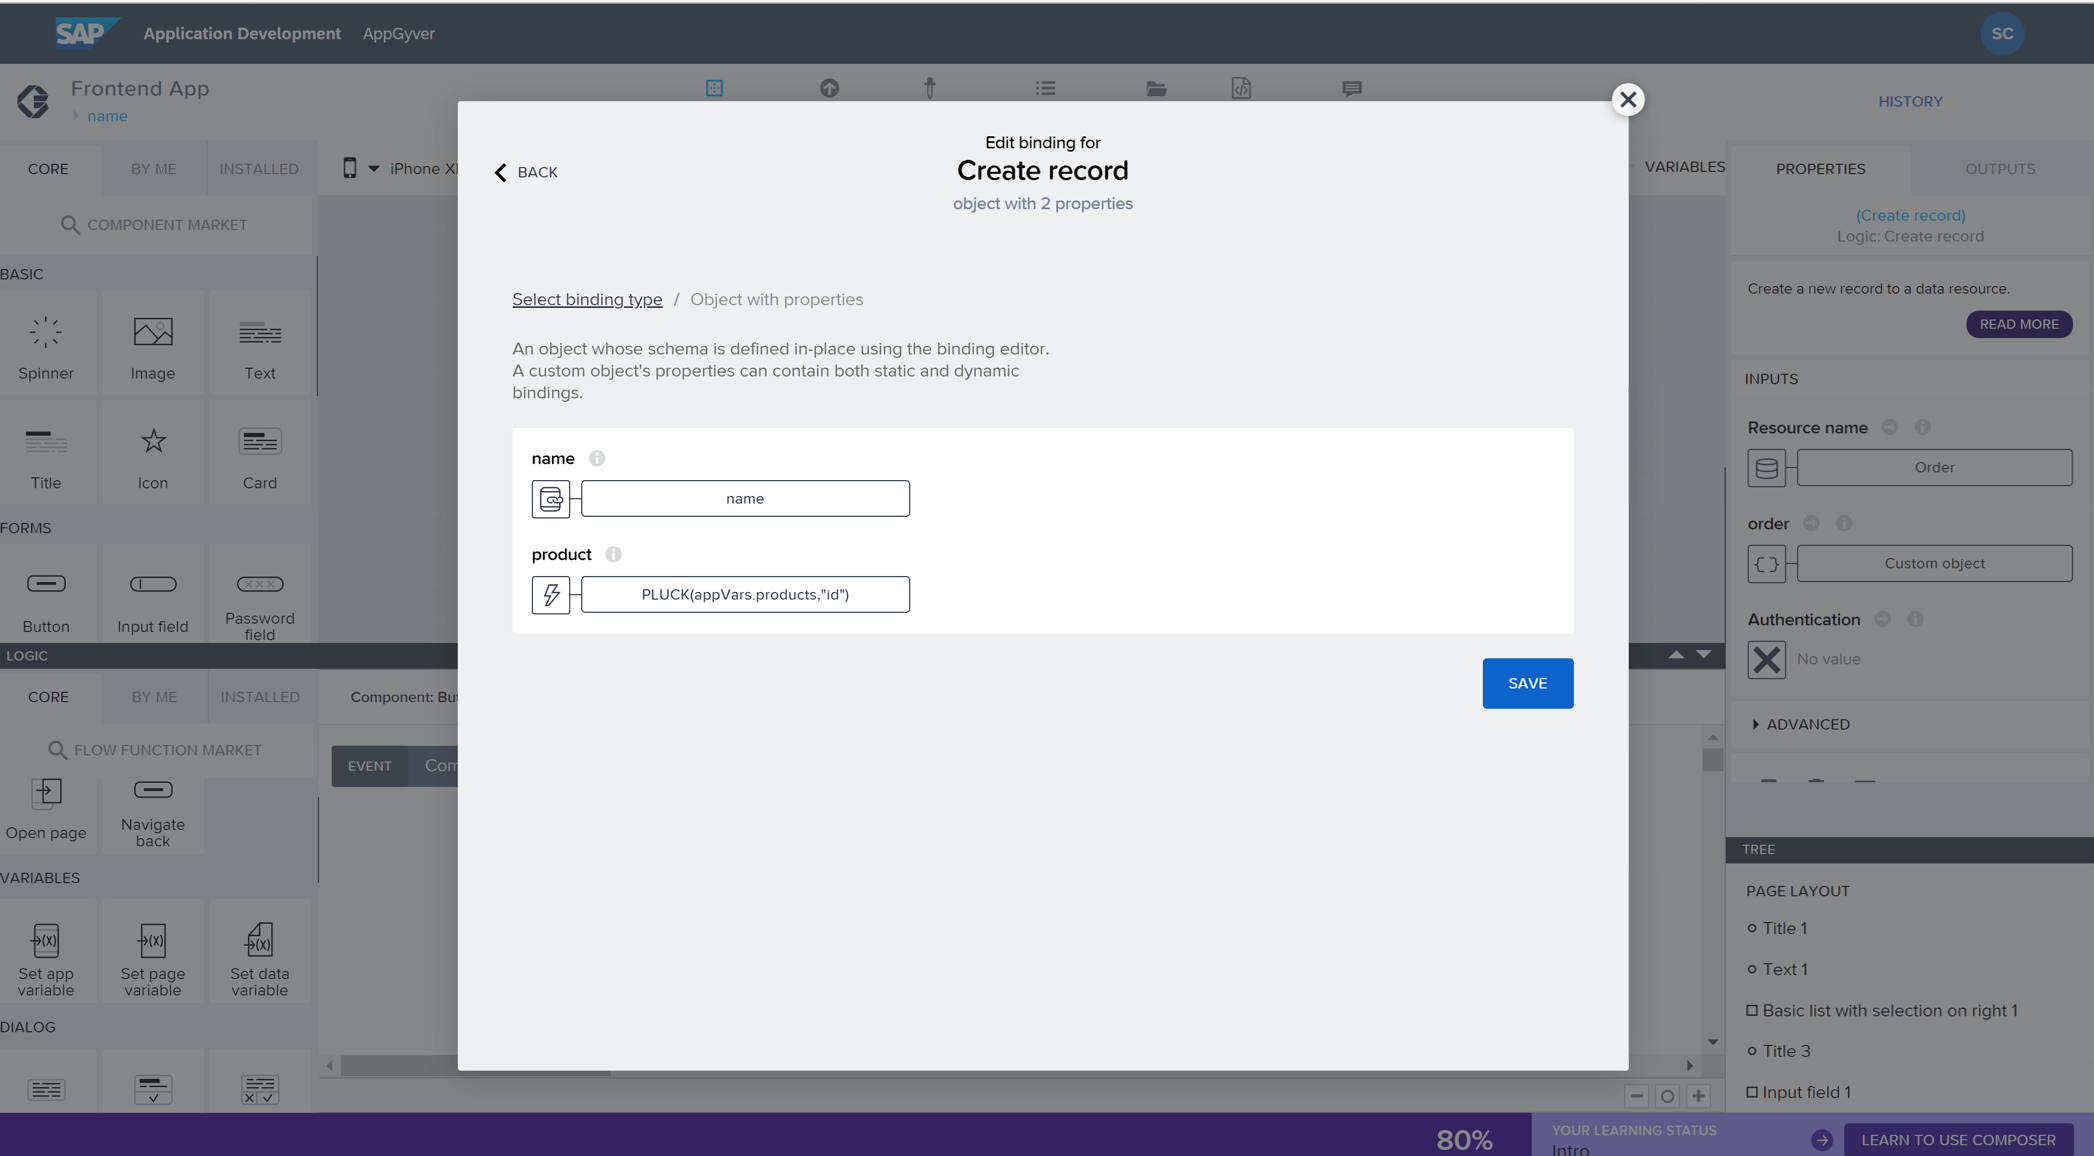 SAP
Application Development
AppGyver
SC
Frontend App
name
HISTORY
CORE
BY ME
INSTALLED
iPhone X
VARIABLES
PROPERTIES
OUTPUTS
COMPONENT MARKET
BASIC
Spinner
Image
Text
Title
Icon
Card
FORMS
Button
Input field
Password
field
Edit binding for
Create record
object with 2 properties
BACK
Select binding type / Object with properties
An object whose schema is defined in-place using the binding editor.
A custom object's properties can contain both static and dynamic
bindings.
name
name
product
PLUCK(appVars.products,"id")
SAVE
(Create record)
Logic: Create record
Create a new record to a data resource.
READ MORE
INPUTS
Resource name
Order
order
Custom object
Authentication
No value
ADVANCED
LOGIC
CORE
BY ME
INSTALLED
Component: Bu
FLOW FUNCTION MARKET
EVENT
Com
Open page
Navigate
back
VARIABLES
Set app
variable
Set page
variable
Set data
variable
DIALOG
TREE
PAGE LAYOUT
Title 1
Text 1
Basic list with selection on right 1
Title 3
Input field 1
80%
YOUR LEARNING STATUS
Intro
LEARN TO USE COMPOSER